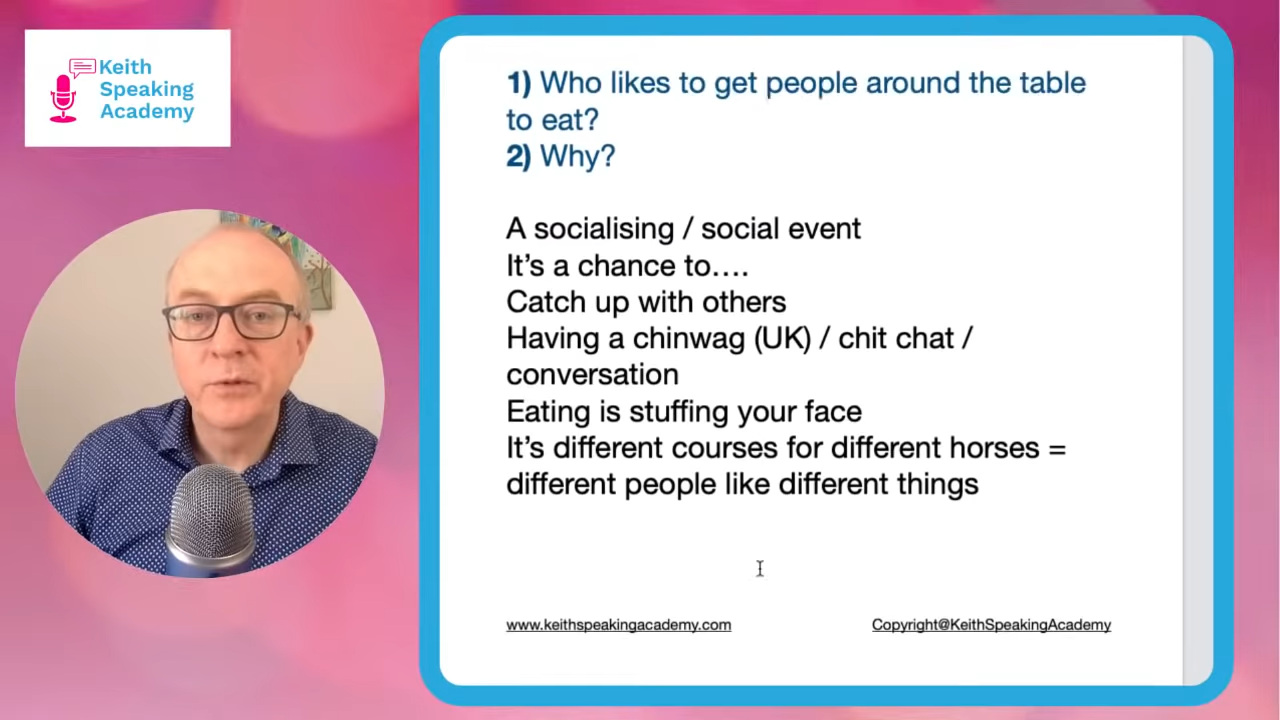 Keith
Speaking
Academy
1) Who likes to get people around the table
to eat?
2) Why?
A socialising / social event
It’s a chance to….
Catch up with others
Having a chinwag (UK) / chit chat /
conversation
Eating is stuffing your face
It’s different courses for different horses =
different people like different things
www.keithspeakingacademy.com
Copyright@KeithSpeakingAcademy